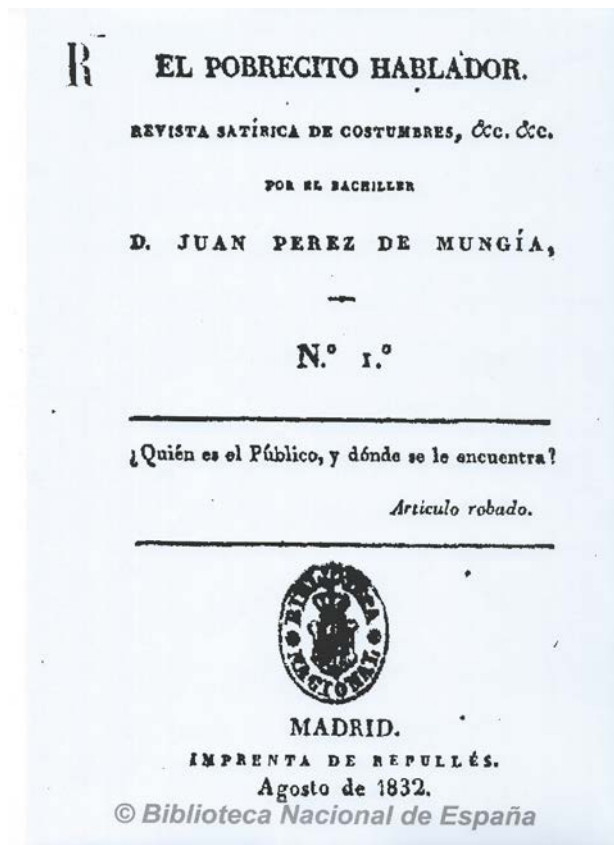 R
EL POBRECITO HABLADOR.
REVISTA SATÍRICA DE COSTUMBRES, &c. &c.
POR EL BACHILLER
D. JUAN PEREZ DE MUNGÍA,
N.º 1.º
¿Quién es el Público, y dónde se le encuentra?
Artículo robado.
BIBLIOTECA
NACIONAL
MADRID.
IMPRENTA DE REPULLÉS.
Agosto de 1832.
© Biblioteca Nacional de España